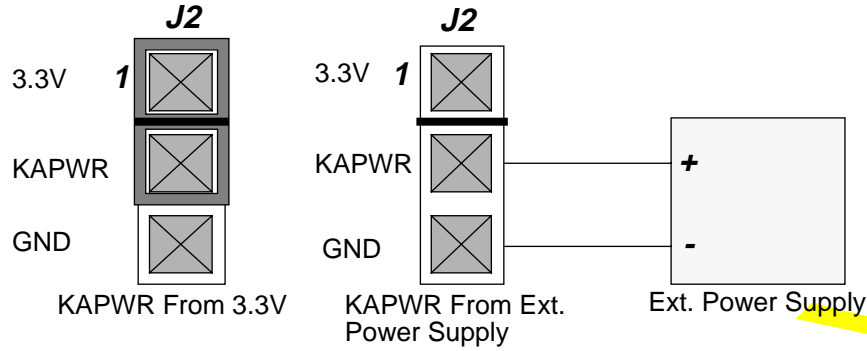 J2
3.3V 1
KAPWR
GND
KAPWR From 3.3V
J2
3.3V 1
KAPWR
GND
KAPWR From Ext.
Power Supply
+
-
Ext. Power Supply